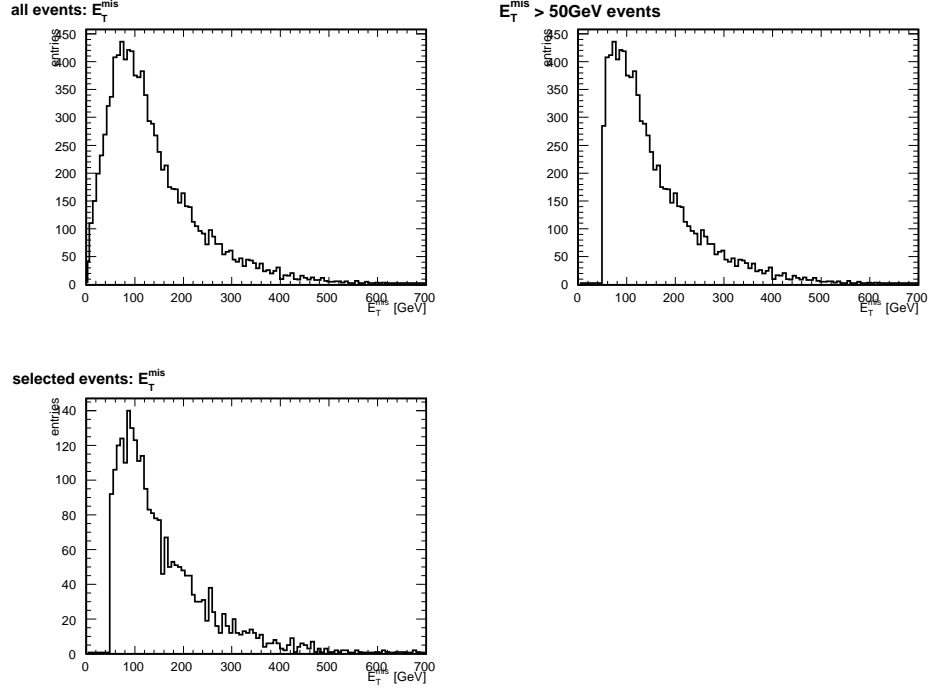 all events: E_T^mis
E_T^mis > 50GeV events
entries
450
400
350
300
250
200
150
100
50
0
0 100 200 300 400 500 600 700
E_T^mis [GeV]
entries
450
400
350
300
250
200
150
100
50
0
0 100 200 300 400 500 600 700
E_T^mis [GeV]
selected events: E_T^mis
entries
140
120
100
80
60
40
20
0
0 100 200 300 400 500 600 700
E_T^mis [GeV]